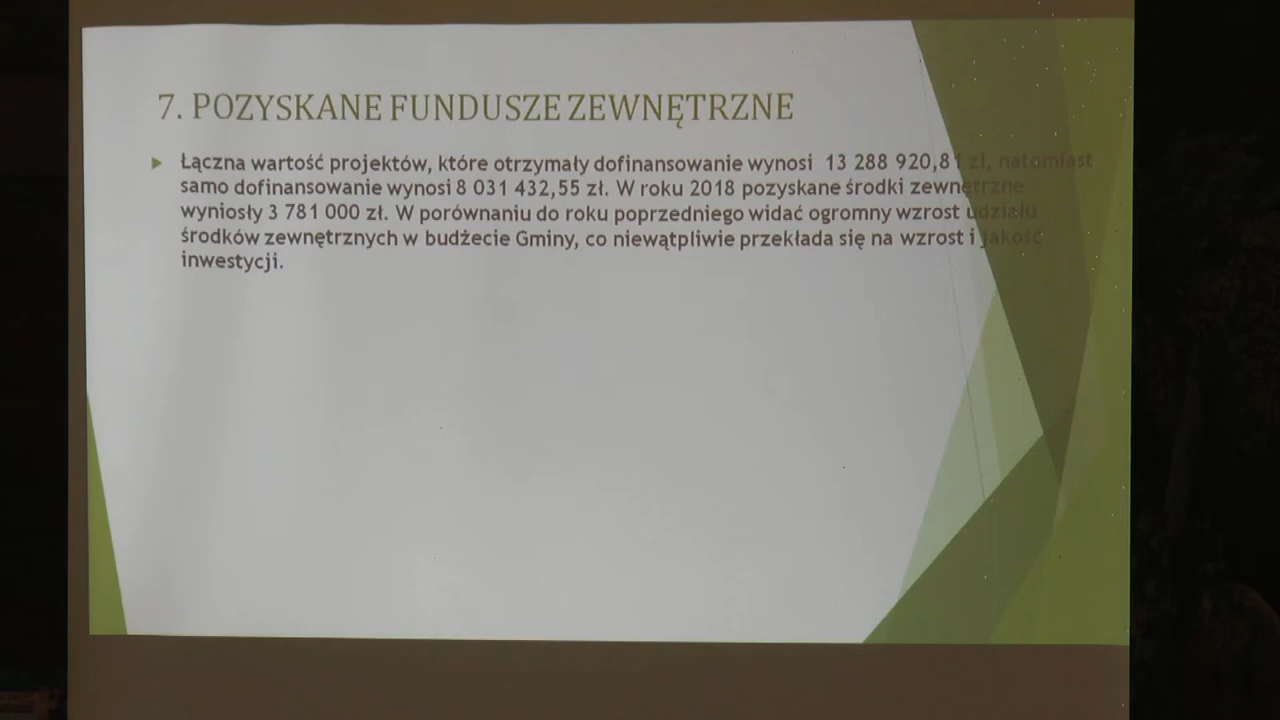 7. POZYSKANE FUNDUSZE ZEWNĘTRZNE
Łączna wartość projektów, które otrzymały dofinansowanie wynosi 13 288 920,81 zł, natomiast
samo dofinansowanie wynosi 8 031 432,55 zł. W roku 2018 pozyskane środki zewnętrzne
wyniosły 3 781 000 zł. W porównaniu do roku poprzedniego widać ogromny wzrost udziału
środków zewnętrznych w budżecie Gminy, co niewątpliwie przekłada się na wzrost i jakość
inwestycji.